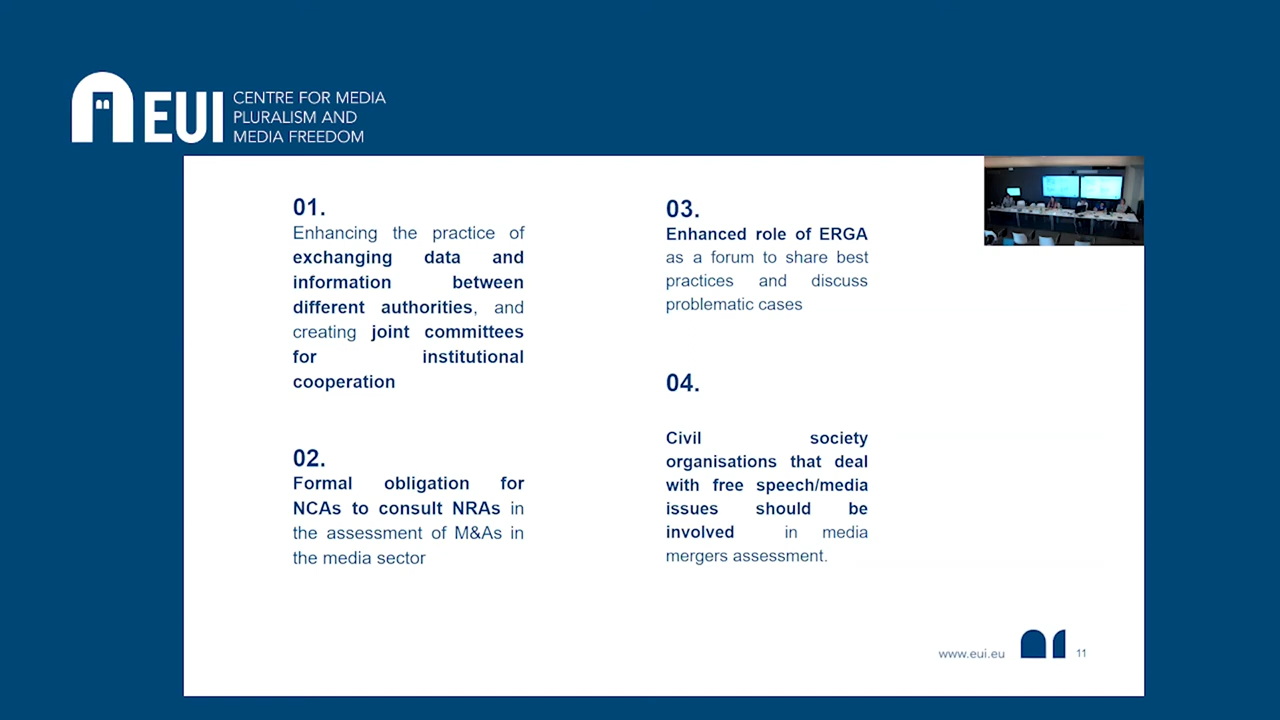 EUI
CENTRE FOR MEDIA
PLURALISM AND
MEDIA FREEDOM
01.
Enhancing the practice of
exchanging data and
information between
different authorities, and
creating joint committees
for institutional
cooperation
02.
Formal obligation for
NCAs to consult NRAs in
the assessment of M&As in
the media sector
03.
Enhanced role of ERGA
as a forum to share best
practices and discuss
problematic cases
04.
Civil society
organisations that deal
with free speech/media
issues should be
involved in media
mergers assessment.
www.eui.eu
11